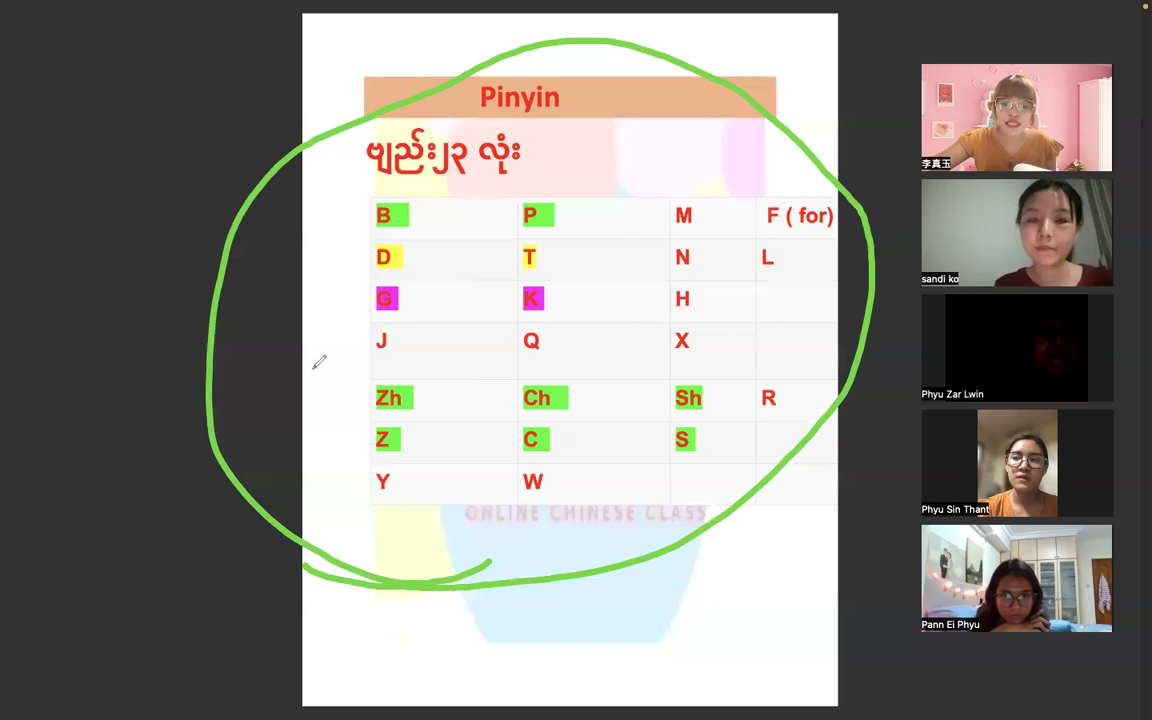 Pinyin
ဗျည်း၂၃ လုံး
B P M F ( for)
D T N L
G K H
J Q X
Zh Ch Sh R
Z C S
Y W
ONLINE CHINESE CLASS
李真玉
sandi ko
Phyu Zar Lwin
Phyu Sin Thant
Pann Ei Phyu